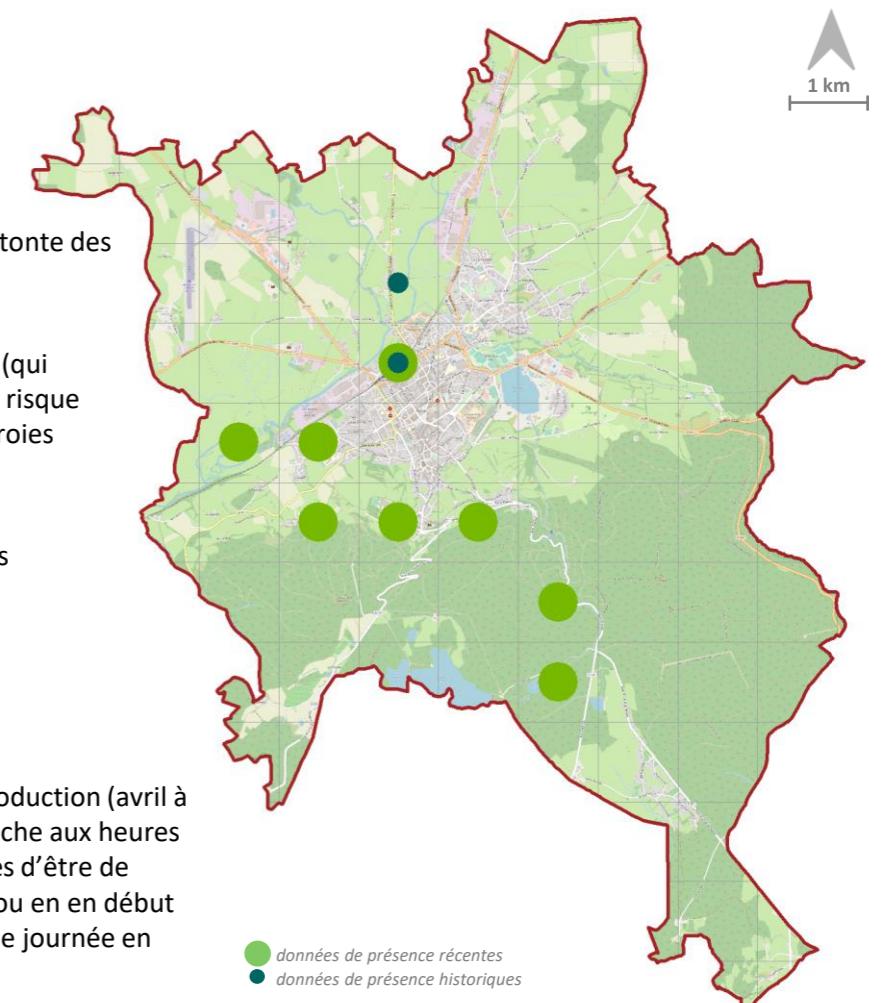 1 km
tonte des
(qui
risque
roies
s
oduction (avril à
che aux heures
es d’être de
ou en en début
e journée en
données de présence récentes
données de présence historiques